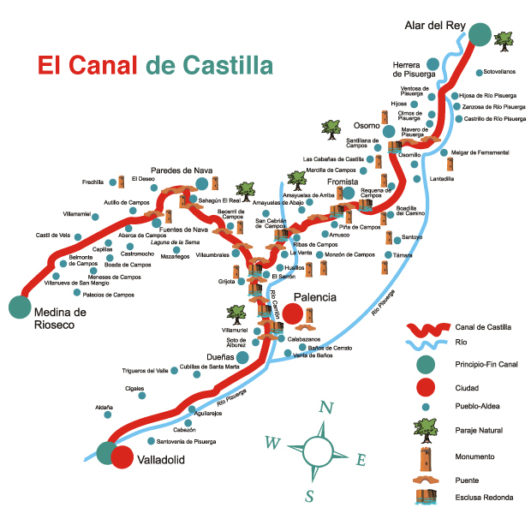 El Canal de Castilla
Alar del Rey
Herrera
de Pisuerga
Sotovellanos
Ventosa de
Pisuerga
Hijosa de Río Pisuerga
Hijosa
Zanzosa de Río Pisuerga
Olmos de
Pisuerga
Castrillo de Río Pisuerga
Osorno
Mavero de
Pisuerga
Santillana de
Campos
Osornillo
Melgar de Fernamental
Las Cabañas de Castilla
Marcilla de Campos
Lantadilla
Paredes de Nava
Fromista
Frechilla
El Deseo
Requena de
Campos
Amayuelas de Arriba
Sahagún El Real
Amayuelas de Abajo
Autillo de Campos
Becerril de
Campos
Boadilla
del Camino
Villamarriel
San Cabrián
de Campos
Piña de Campos
Fuentes de Nava
Castil de Vela
Abarca de Campos
Amusco
Santoyo
Laguna de la Serna
Ribas de Campos
Capillas
Castromocho
Villaumbrales
La Venta
Monzón de Campos
Támara
Belmonte
de Campos
Boada de Campos
Mazariegos
Husillos
Meneses de Campos
El Serrón
Villanueva de San Mangio
Grijota
Palacios de Campos
Río Carrión
Palencia
Río Pisuerga
Medina de
Rioseco
Villamuriel
Soto de
Alburez
Calabazanos
Baños de Cerrato
Dueñas
Venta de Baños
Cubillas de Santa Marta
Trigueros del Valle
Cigales
Río Pisuerga
Aldaña
Aguilarejos
Cabezón
Santovenia de Pisuerga
Valladolid
N
W
E
S
Canal de Castilla
Río
Principio-Fin Canal
Ciudad
Pueblo-Aldea
Paraje Natural
Monumento
Puente
Esclusa Redonda